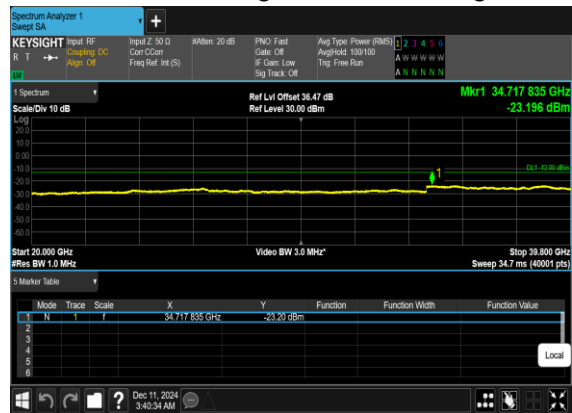 Spectrum Analyzer 1
Swept SA
+
KEYSIGHT Input: RF Input Z: 50 Ω #Atten: 20 dB PNO: Fast Avg Type: Power (RMS) 1 2 3 4 5 6
R T Coupling: DC Corr CCorr Gate: Off Avg|Hold: 100/100 A W W W W W
Align: Off Freq Ref: Int (S) IF Gain: Low Trig: Free Run
Sig Track: Off A N N N N N
1 Spectrum Ref Lvl Offset 36.47 dB Mkr1 34.717 835 GHz
Scale/Div 10 dB Ref Level 30.00 dBm -23.196 dBm
Log
20.0
10.0
0.00
-10.0 1 DL1 -13.00 dBm
-20.0
-30.0
-40.0
-50.0
-60.0
Start 20.000 GHz Video BW 3.0 MHz* Stop 39.800 GHz
#Res BW 1.0 MHz Sweep 34.7 ms (40001 pts)
5 Marker Table
Mode Trace Scale X Y Function Function Width Function Value
1 N 1 f 34.717 835 GHz -23.20 dBm
2
3
4
5
6
Local
? Dec 11, 2024
3:40:34 AM